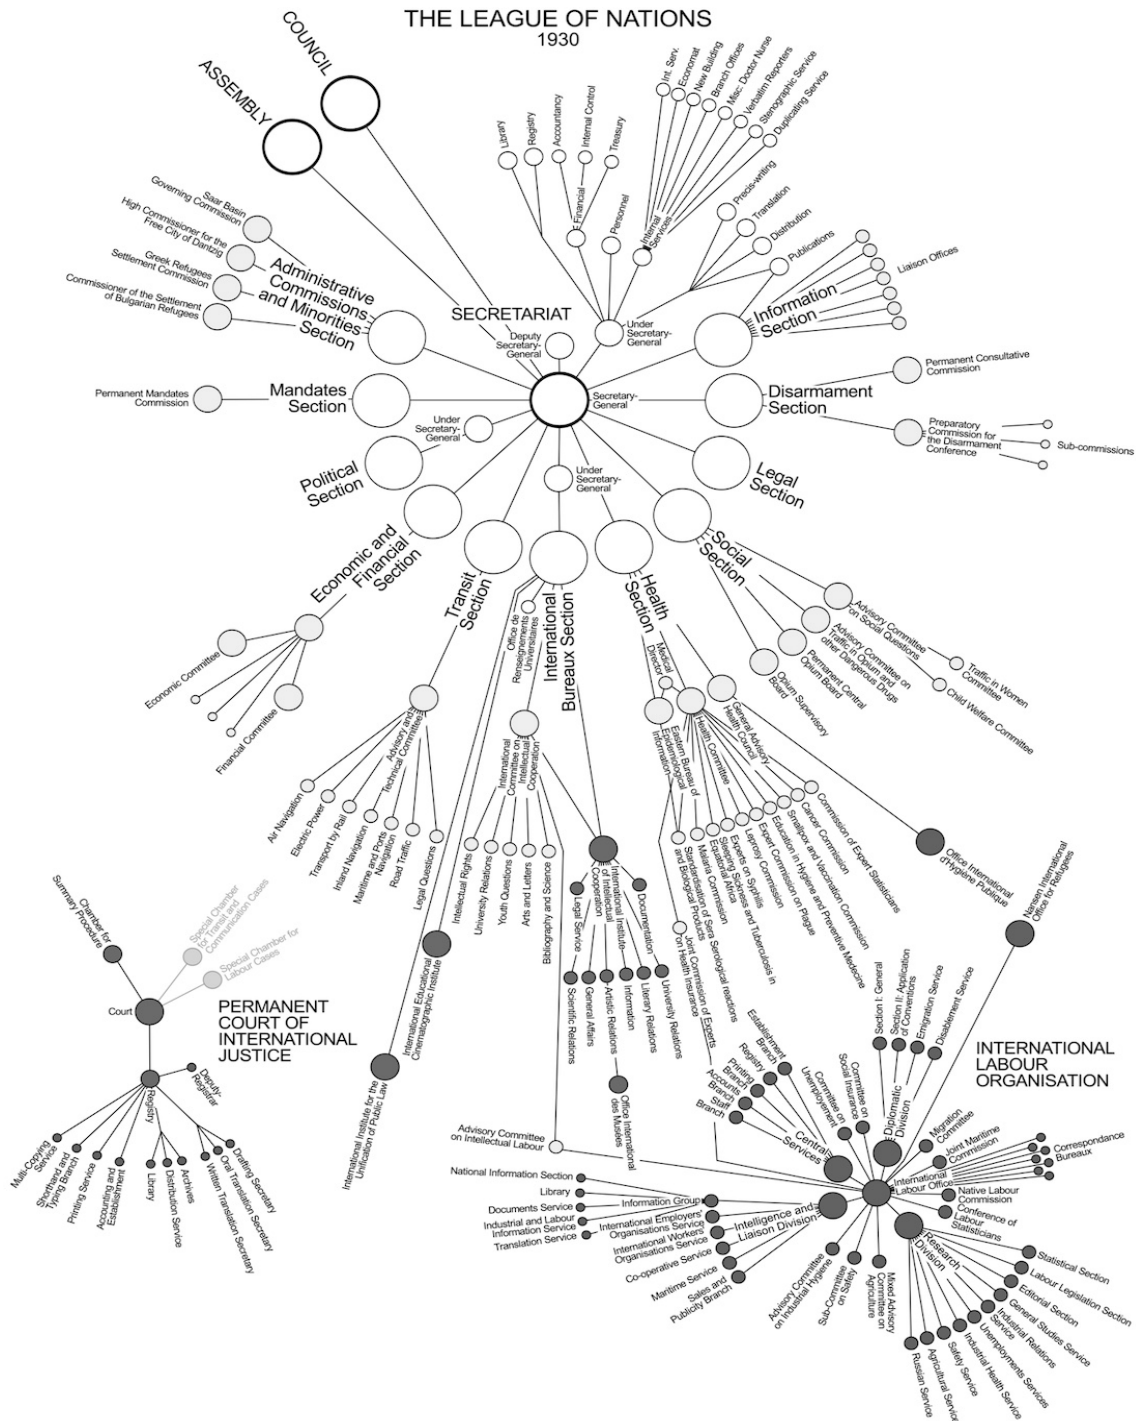 THE LEAGUE OF NATIONS
1930
COUNCIL
ASSEMBLY
Library
Registry
Accountancy
Internal Control
Treasury
Financial
Personnel
Int. Serv.
Economat
New Building
Branch Offices
Misc: Doctor Nurse
Verbatim Reporters
Stenographic Service
Duplicating Service
Internal
Services
Precis-writing
Translation
Distribution
Publications
Liaison Offices
Information
Section
Saar Basin
Governing Commission
High Commissioner for the
Free City of Dantzig
Greek Refugees
Settlement Commission
Commissioner of the Settlement
of Bulgarian Refugees
Administrative
Commissions
and Minorities
Section
SECRETARIAT
Deputy
Secretary-
General
Under
Secretary-
General
Secretary-
General
Permanent Mandates
Commission
Mandates
Section
Disarmament
Section
Permanent Consultative
Commission
Preparatory
Commission for
the Disarmament
Conference
Sub-commissions
Under
Secretary-
General
Political
Section
Under
Secretary-
General
Legal
Section
Economic and
Financial
Section
Economic Committee
Financial Committee
Transit
Section
Advisory and
Technical Committee
Air Navigation
Electric Power
Transport by Rail
Inland Navigation
Maritime and Ports
Navigation
Road Traffic
Legal Questions
International
Bureaux Section
Office de
Renseignements
Universitaires
International
Committee on
Intellectual
Cooperation
Intellectual Rights
University Relations
Youth Questions
Arts and Letters
Bibliography and Science
International Institute
of Intellectual
Cooperation
Legal Service
Documentation
Scientific Relations
General Affairs
Artistic Relations
Information
Literary Relations
University Relations
Office International
des Musées
International Educational
Cinematographic Institute
International Institute for the
Unification of Public Law
Advisory Committee
on Intellectual Labour
Health
Section
Medical
Director
Eastern Bureau of
Epidemiological
Information
Health Committee
General Advisory
Health Council
Standardisation of Sera, Serological reactions
and Biological Products
Malaria Commission
Sleeping Sickness and Tuberculosis in
Equatorial Africa
Experts on Syphilis
Leprosy Commission
Expert Commission on Plague
Education in Hygiene and Preventive Medecine
Smallpox and Vaccination Commission
Cancer Commission
Commission of Expert Statisticians
Joint Commission of Experts
on Health Insurance
Office International
d'Hygiène Publique
Social
Section
Advisory Committee
on Social Questions
Advisory Committee on
Traffic in Opium and
other Dangerous Drugs
Permanent Central
Opium Board
Opium Supervisory
Board
Traffic in Women
Committee
Child Welfare Committee
Nansen International
Office for Refugees
PERMANENT
COURT OF
INTERNATIONAL
JUSTICE
Chamber for
Summary Procedure
Special Chamber
for Transit and
Communication Cases
Special Chamber for
Labour Cases
Court
Registry
Deputy-
Registrar
Multi-Copying
Service
Shorthand and
Typing Branch
Printing Service
Accounting and
Establishment
Library
Distribution Service
Archives
Written Translation Secretary
Oral Translation Secretary
Drafting Secretary
INTERNATIONAL
LABOUR
ORGANISATION
Section I: General
Section II: Application
of Conventions
Emigration Service
Disablement Service
Diplomatic
Division
Establishment
Branch
Registry
Printing
Branch
Accounts
Branch
Staff
Branch
Central
Services
Committee on
Unemployement
Committee on
Social Insurance
Migration
Committee
Joint Maritime
Commission
Correspondance
Bureaux
International
Labour Office
Native Labour
Commission
Conference of
Labour
Statisticians
National Information Section
Library
Documents Service
Industrial and Labour
Information Service
Translation Service
Information Group
International Employers'
Organisations Service
International Workers'
Organisations Service
Co-operative Service
Maritime Service
Sales and
Publicity Branch
Intelligence and
Liaison Division
Advisory Committee
on Industrial Hygiene
Sub-Committee
on Safety
Mixed Advisory
Committee on
Agriculture
Research
Division
Statistical Section
Labour Legislation Section
Editorial Section
General Studies Service
Industrial Relations
Service
Unemployments Services
Industrial Health Service
Safety Service
Agricultural Service
Russian Service